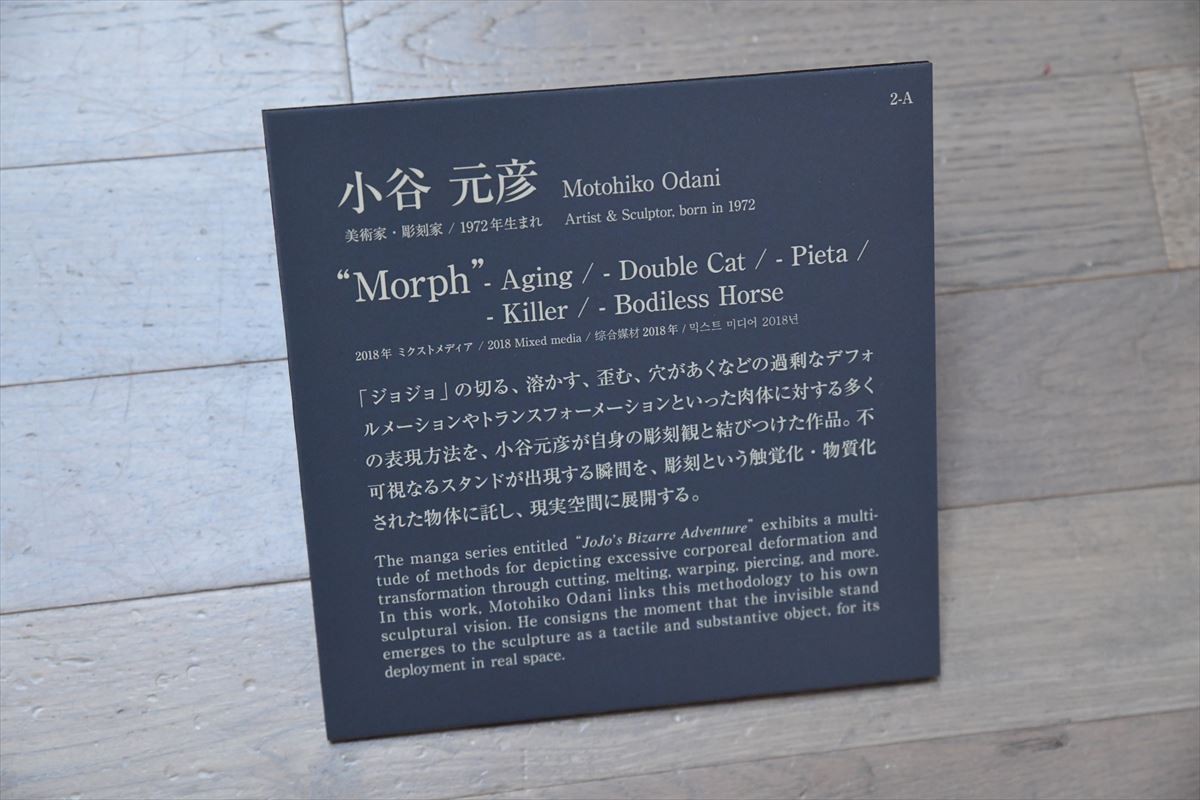 2-A
小谷 元彦 Motohiko Odani
美術家・彫刻家 / 1972年生まれ Artist & Sculptor, born in 1972
“Morph” - Aging / - Double Cat / - Pieta /
- Killer / - Bodiless Horse
2018年 ミクストメディア / 2018 Mixed media / 综合媒材 2018年 / 믹스트 미디어 2018년
「ジョジョ」の切る、溶かす、歪む、穴があくなどの過剰なデフォ
ルメーションやトランスフォーメーションといった肉体に対する多く
の表現方法を、小谷元彦が自身の彫刻観と結びつけた作品。不
可視なるスタンドが出現する瞬間を、彫刻という触覚化・物質化
された物体に託し、現実空間に展開する。
The manga series entitled “JoJo's Bizarre Adventure” exhibits a multi-
tude of methods for depicting excessive corporeal deformation and
transformation through cutting, melting, warping, piercing, and more.
In this work, Motohiko Odani links this methodology to his own
sculptural vision. He consigns the moment that the invisible stand
emerges to the sculpture as a tactile and substantive object, for its
deployment in real space.